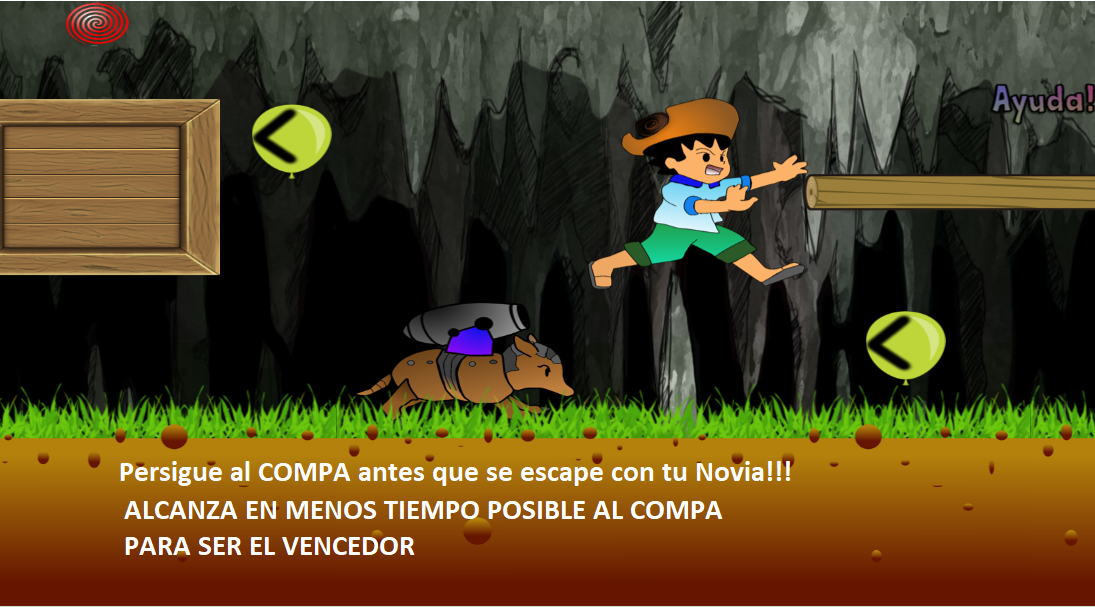 Ayuda!
Persigue al COMPA antes que se escape con tu Novia!!!
ALCANZA EN MENOS TIEMPO POSIBLE AL COMPA
PARA SER EL VENCEDOR